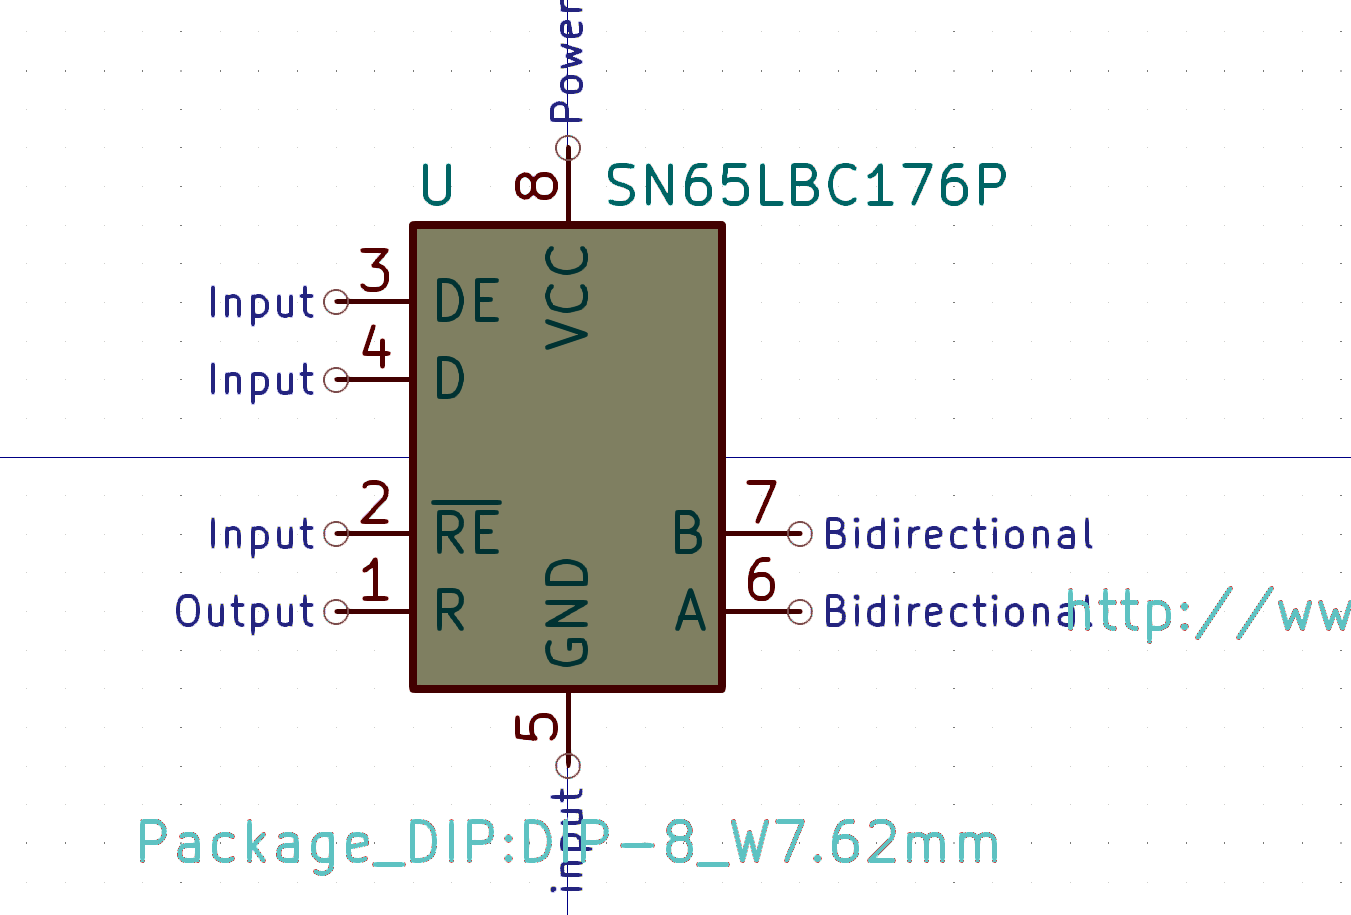 Power
U
8
SN65LBC176P
VCC
Input 3 DE
Input 4 D
Input 2 RE
B 7 Bidirectional
Output 1 R
A 6 Bidirectional
http://ww
GND
5
input
Package_DIP:DIP-8_W7.62mm